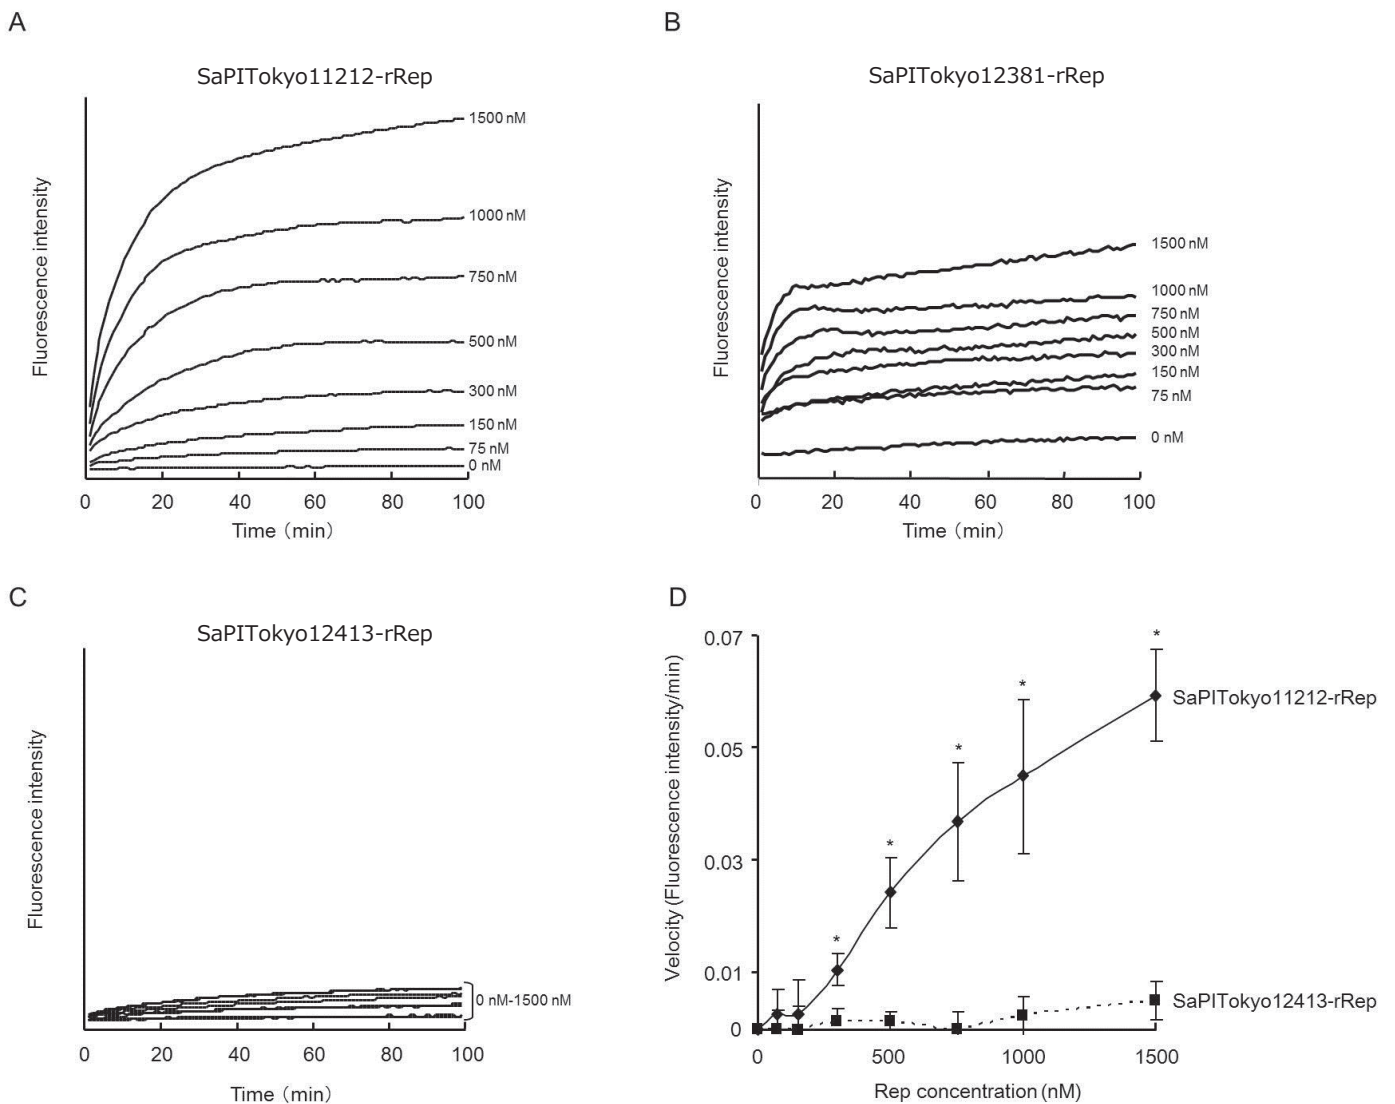 A
SaPITokyo11212-rRep
Fluorescence intensity
1500 nM
1000 nM
750 nM
500 nM
300 nM
150 nM
75 nM
0 nM
0 20 40 60 80 100
Time (min)
B
SaPITokyo12381-rRep
Fluorescence intensity
1500 nM
1000 nM
750 nM
500 nM
300 nM
150 nM
75 nM
0 nM
0 20 40 60 80 100
Time (min)
C
SaPITokyo12413-rRep
Fluorescence intensity
0 nM-1500 nM
0 20 40 60 80 100
Time (min)
D
Velocity (Fluorescence intensity/min)
0.07
0.05
0.03
0.01
0
* * * * *
SaPITokyo11212-rRep
SaPITokyo12413-rRep
0 500 1000 1500
Rep concentration (nM)